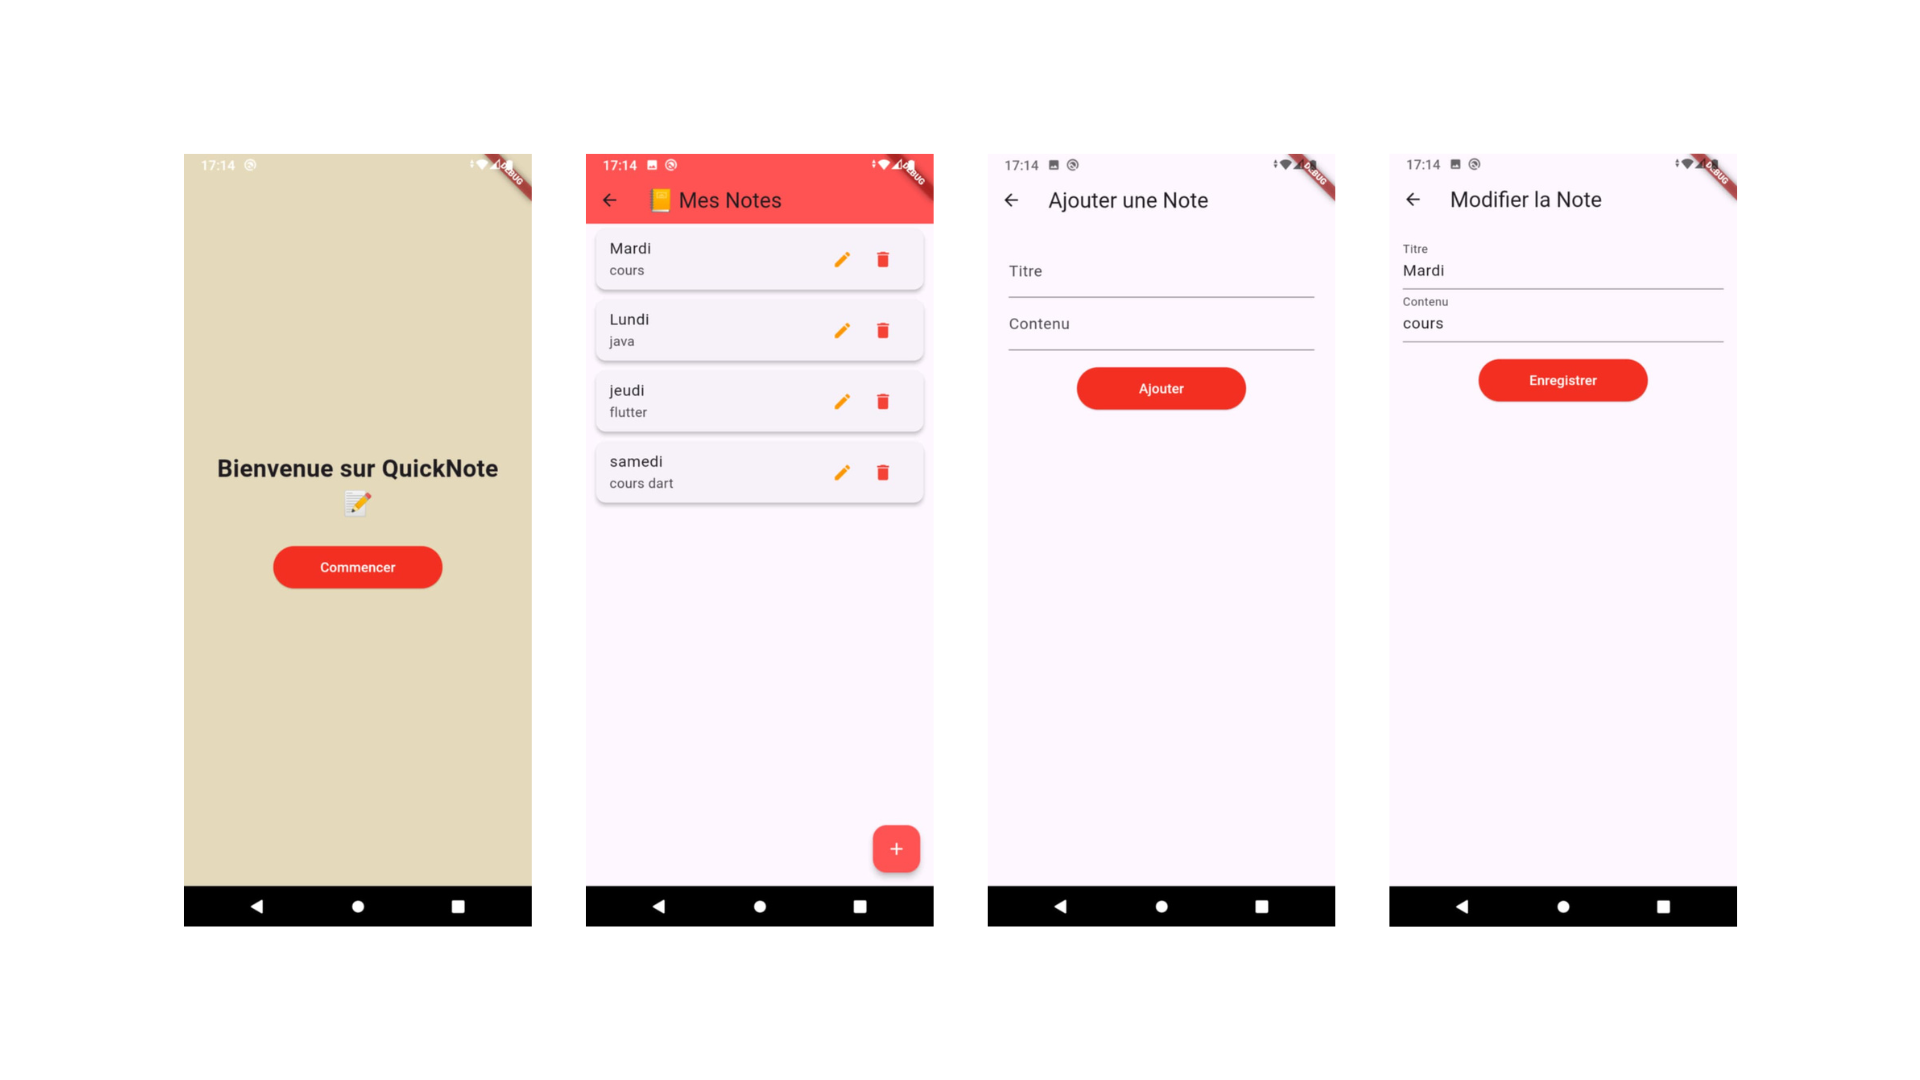 17:14
DEBUG
Bienvenue sur QuickNote
Commencer
17:14
DEBUG
Mes Notes
Mardi
cours
Lundi
java
jeudi
flutter
samedi
cours dart
+
17:14
DEBUG
Ajouter une Note
Titre
Contenu
Ajouter
17:14
DEBUG
Modifier la Note
Titre
Mardi
Contenu
cours
Enregistrer